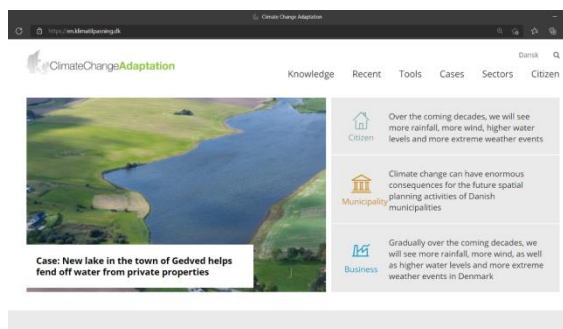 Climate Change Adaptation
https://en.klimatilpasning.dk
Dansk
ClimateChangeAdaptation
Knowledge Recent Tools Cases Sectors Citizen
Citizen
Over the coming decades, we will see
more rainfall, more wind, higher water
levels and more extreme weather events
Municipality
Climate change can have enormous
consequences for the future spatial
planning activities of Danish
municipalities
Business
Gradually over the coming decades, we
will see more rainfall, more wind, as well
as higher water levels and more extreme
weather events in Denmark
Case: New lake in the town of Gedved helps
fend off water from private properties